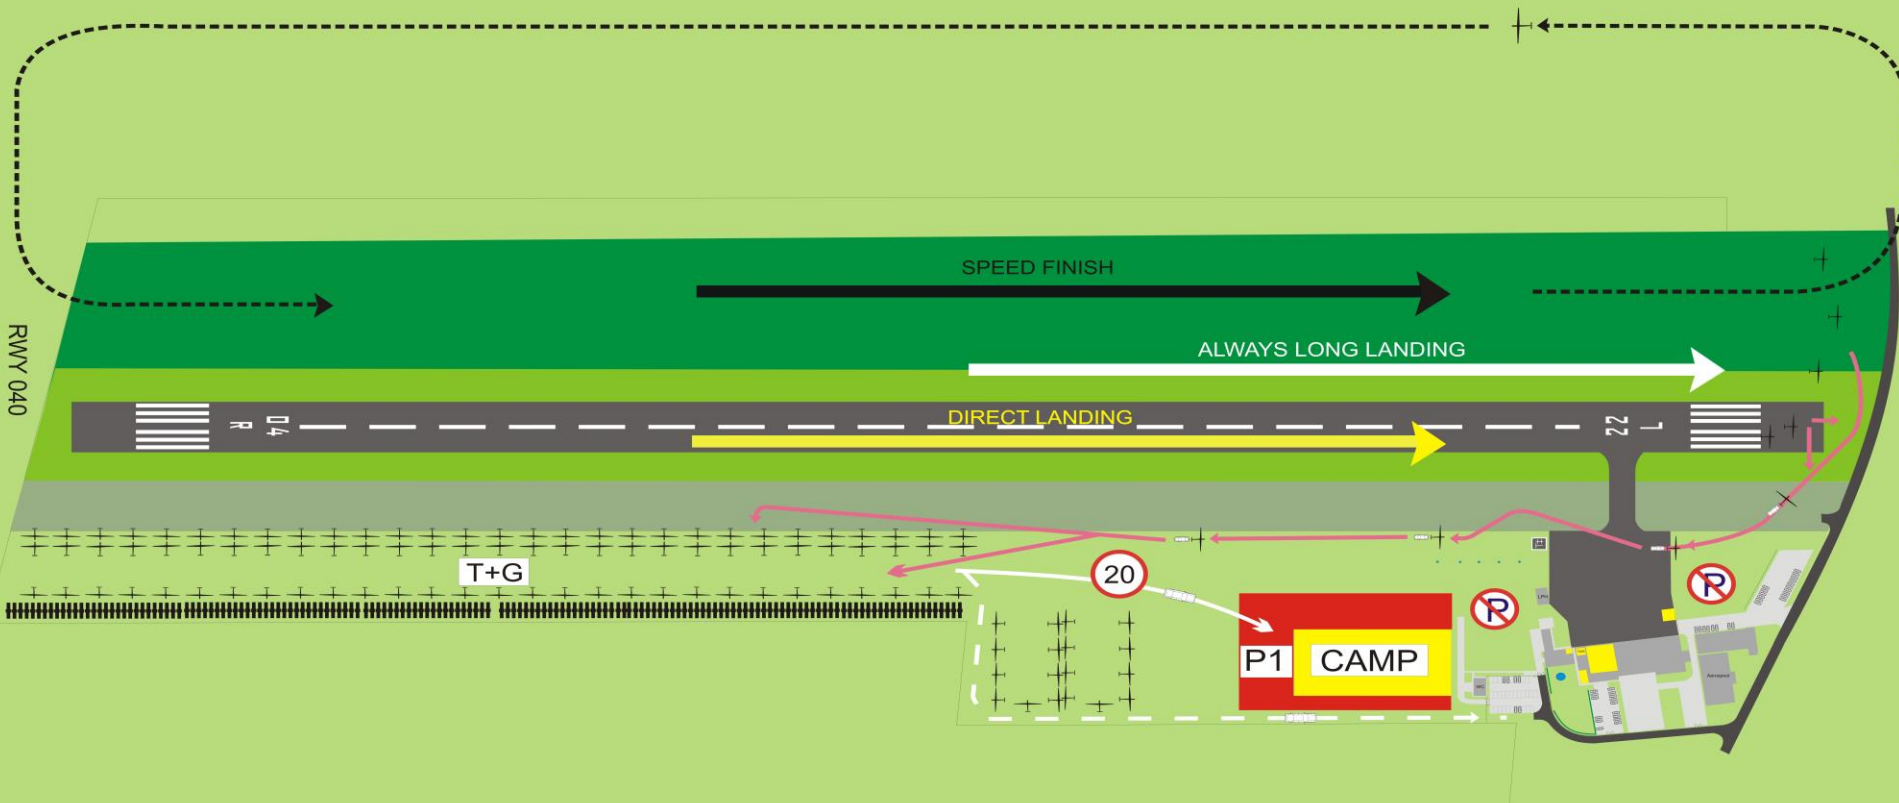 SPEED FINISH
RWY 040
ALWAYS LONG LANDING
DIRECT LANDING
04
R
22
L
T+G
20
P
P
P1
CAMP